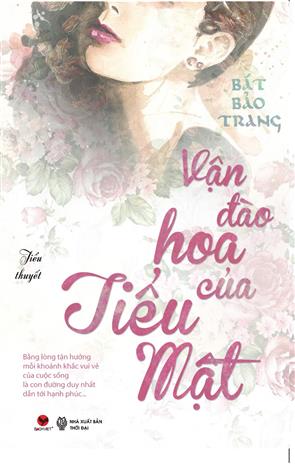 BÁT
BẢO
TRANG
Vận
đào
hoa
của
Tiểu
Mật
Tiểu
thuyết
Bằng lòng tận hưởng
mỗi khoảnh khắc vui vẻ
của cuộc sống
là con đường duy nhất
dẫn tới hạnh phúc...
BACHVIET
NHÀ XUẤT BẢN
THỜI ĐẠI